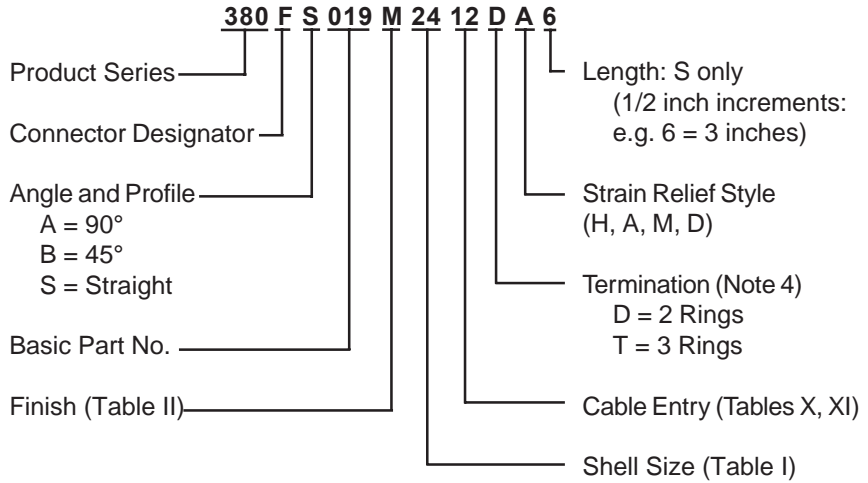 380 F S 019 M 24 12 D A 6
Product Series
Connector Designator
Angle and Profile
A = 90°
B = 45°
S = Straight
Basic Part No.
Finish (Table II)
Length: S only
(1/2 inch increments:
e.g. 6 = 3 inches)
Strain Relief Style
(H, A, M, D)
Termination (Note 4)
D = 2 Rings
T = 3 Rings
Cable Entry (Tables X, XI)
Shell Size (Table I)